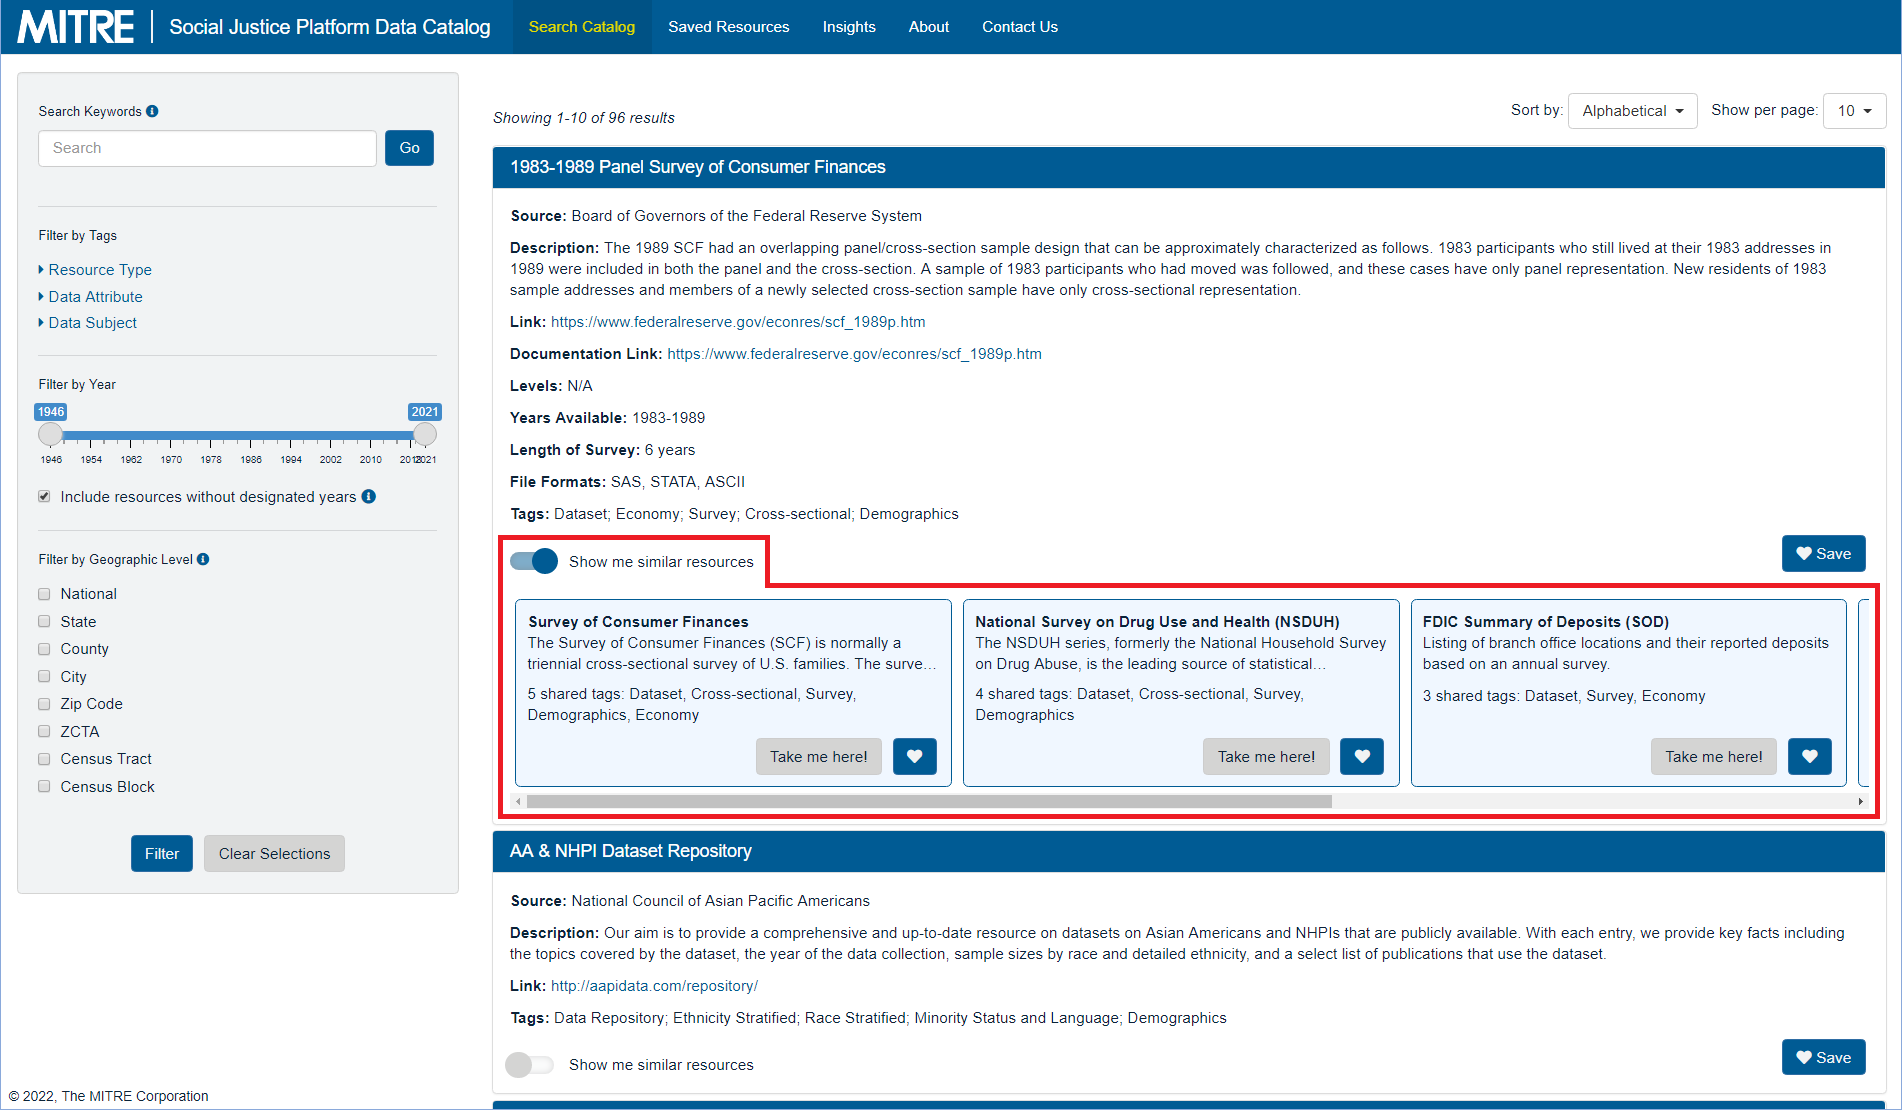 MITRE | Social Justice Platform Data Catalog Search Catalog Saved Resources Insights About Contact Us
Search Keywords
Search Go
Filter by Tags
Resource Type
Data Attribute
Data Subject
Filter by Year
1946 2021
1946 1954 1962 1970 1978 1986 1994 2002 2010 2018 2021
Include resources without designated years
Filter by Geographic Level
National
State
County
City
Zip Code
ZCTA
Census Tract
Census Block
Filter Clear Selections
Showing 1-10 of 96 results
Sort by: Alphabetical Show per page: 10
1983-1989 Panel Survey of Consumer Finances
Source: Board of Governors of the Federal Reserve System
Description: The 1989 SCF had an overlapping panel/cross-section sample design that can be approximately characterized as follows. 1983 participants who still lived at their 1983 addresses in
1989 were included in both the panel and the cross-section. A sample of 1983 participants who had moved was followed, and these cases have only panel representation. New residents of 1983
sample addresses and members of a newly selected cross-section sample have only cross-sectional representation.
Link: https://www.federalreserve.gov/econres/scf_1989p.htm
Documentation Link: https://www.federalreserve.gov/econres/scf_1989p.htm
Levels: N/A
Years Available: 1983-1989
Length of Survey: 6 years
File Formats: SAS, STATA, ASCII
Tags: Dataset; Economy; Survey; Cross-sectional; Demographics
Show me similar resources
Save
Survey of Consumer Finances
The Survey of Consumer Finances (SCF) is normally a
triennial cross-sectional survey of U.S. families. The surve...
5 shared tags: Dataset, Cross-sectional, Survey,
Demographics, Economy
Take me here!
National Survey on Drug Use and Health (NSDUH)
The NSDUH series, formerly the National Household Survey
on Drug Abuse, is the leading source of statistical...
4 shared tags: Dataset, Cross-sectional, Survey,
Demographics
Take me here!
FDIC Summary of Deposits (SOD)
Listing of branch office locations and their reported deposits
based on an annual survey.
3 shared tags: Dataset, Survey, Economy
Take me here!
AA & NHPI Dataset Repository
Source: National Council of Asian Pacific Americans
Description: Our aim is to provide a comprehensive and up-to-date resource on datasets on Asian Americans and NHPIs that are publicly available. With each entry, we provide key facts including
the topics covered by the dataset, the year of the data collection, sample sizes by race and detailed ethnicity, and a select list of publications that use the dataset.
Link: http://aapidata.com/repository/
Tags: Data Repository; Ethnicity Stratified; Race Stratified; Minority Status and Language; Demographics
Show me similar resources
Save
© 2022, The MITRE Corporation